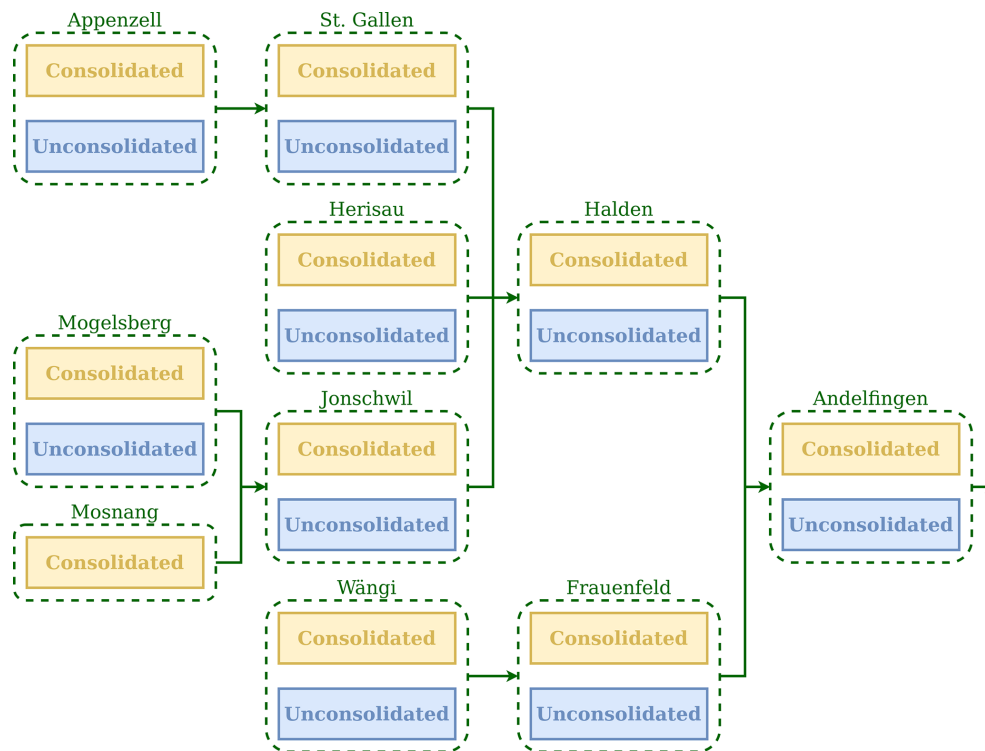 Appenzell
Consolidated
Unconsolidated
St. Gallen
Consolidated
Unconsolidated
Herisau
Consolidated
Unconsolidated
Halden
Consolidated
Unconsolidated
Mogelsberg
Consolidated
Unconsolidated
Mosnang
Consolidated
Jonschwil
Consolidated
Unconsolidated
Andelfingen
Consolidated
Unconsolidated
Wängi
Consolidated
Unconsolidated
Frauenfeld
Consolidated
Unconsolidated